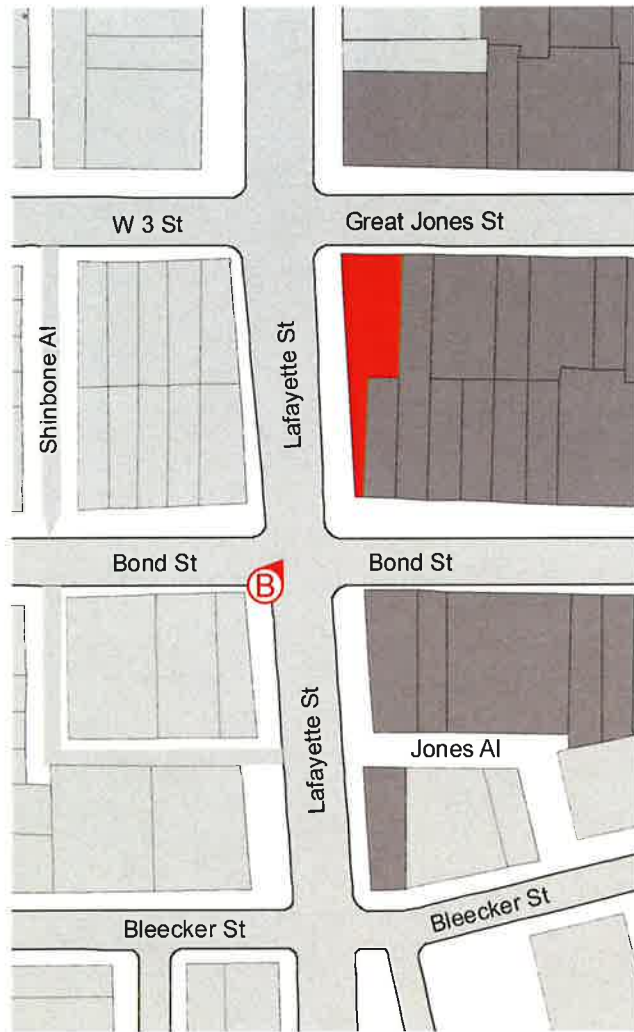 W 3 St
Great Jones St
Shinbone Al
Lafayette St
Bond St
Bond St
B
Lafayette St
Jones Al
Bleecker St
Bleecker St